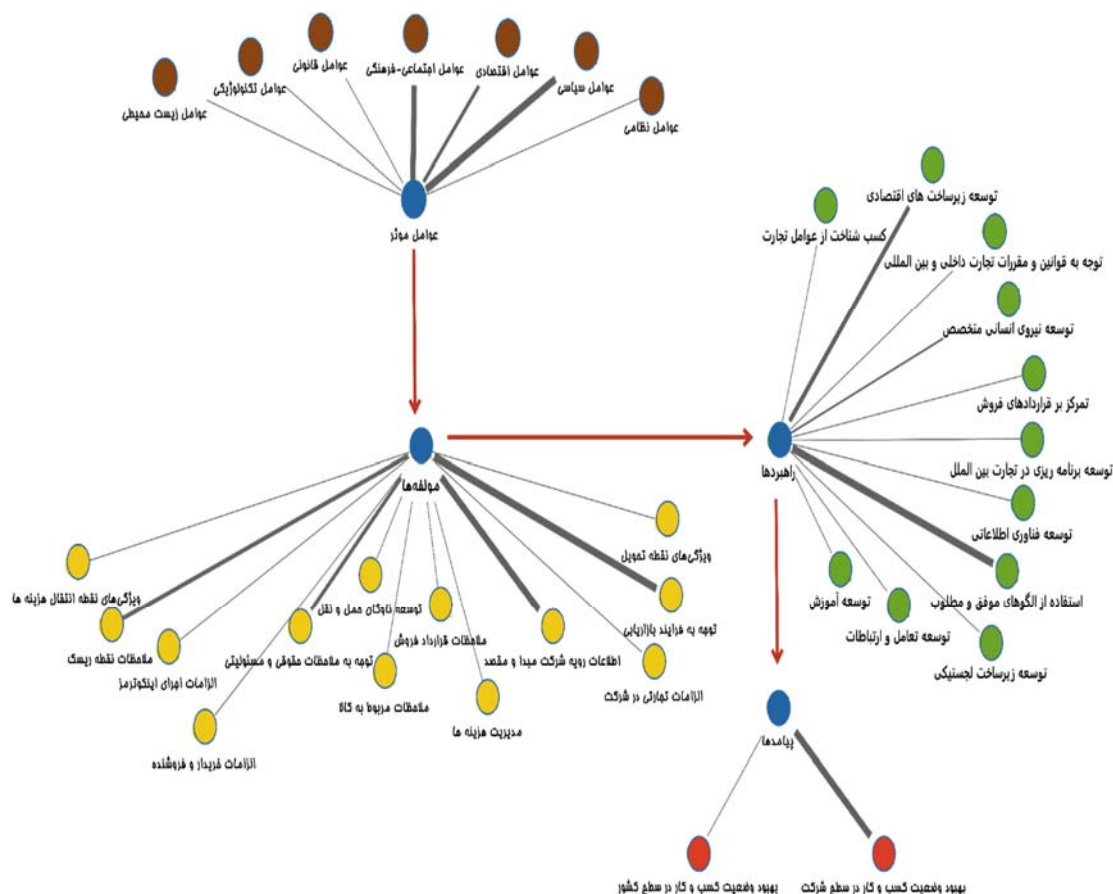 عوامل زیست محیطی
عوامل تکنولوژیکی
عوامل قانونی
عوامل اجتماعی-فرهنگی
عوامل اقتصادی
عوامل سیاسی
عوامل نظامی
عوامل موثر
توسعه زیرساخت های اقتصادی
کسب شناخت از عوامل تجارت
توجه به قوانین و مقررات تجارت داخلی و بین المللی
توسعه نیروی انسانی متخصص
تمرکز بر قراردادهای فروش
توسعه برنامه ریزی در تجارت بین الملل
توسعه فناوری اطلاعاتی
استفاده از الگوهای موفق و مطلوب
توسعه زیرساخت لجستیکی
توسعه تعامل و ارتباطات
توسعه آموزش
راهبردها
مولفه‌ها
ویژگی‌های نقطه تحویل
توجه به فرایند بازاریابی
الزامات تجارتی در شرکت
اطلاعات رویه شرکت مبدا و مقصد
مدیریت هزینه ها
ملاحظات قرارداد فروش
توسعه ناوگان حمل و نقل
ملاحظات مربوط به کالا
توجه به ملاحظات حقوقی و مسئولیتی
الزامات خریدار و فروشنده
الزامات اجرای اینکوترمز
ملاحظات نقطه ریسک
ویژگی‌های نقطه انتقال هزینه ها
پیامدها
بهبود وضعیت کسب و کار در سطح شرکت
بهبود وضعیت کسب و کار در سطح کشور